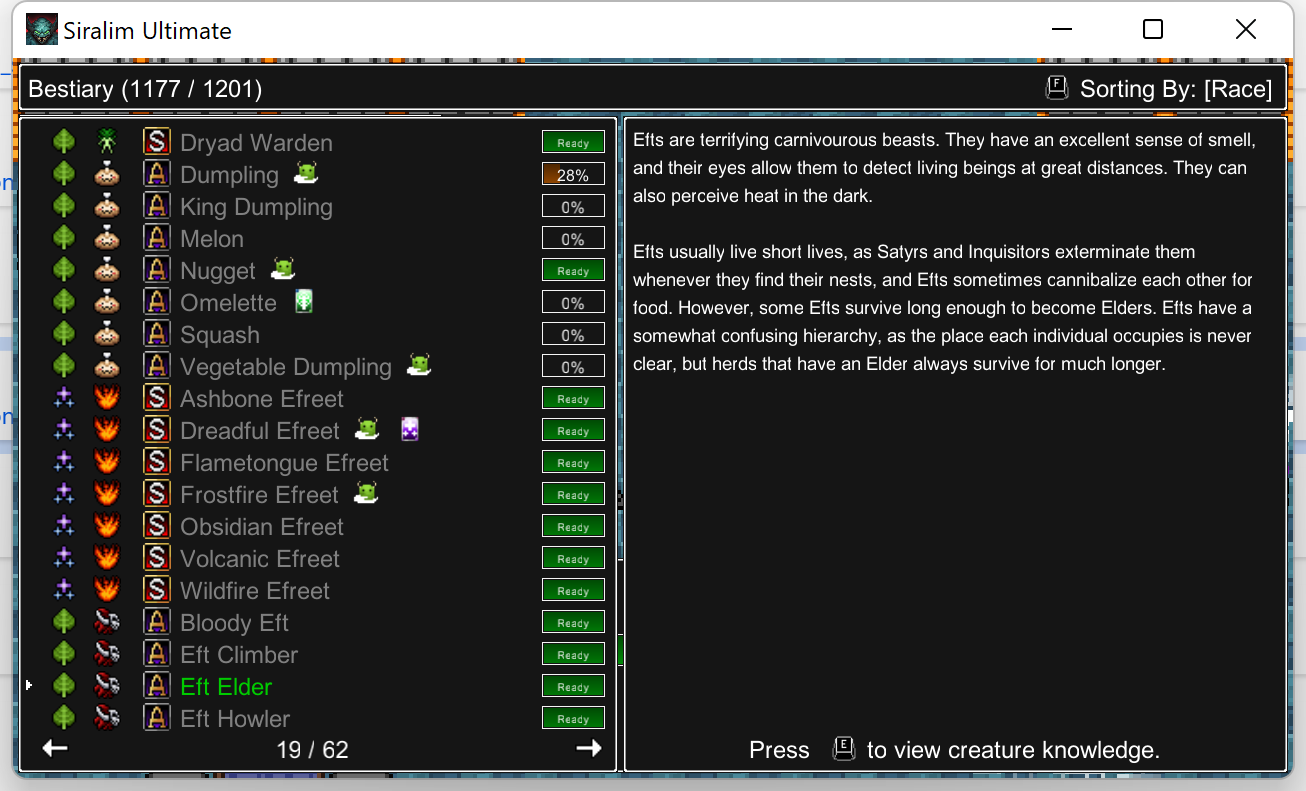 Siralim Ultimate
Bestiary (1177 / 1201)
F Sorting By: [Race]
S Dryad Warden Ready
A Dumpling 28%
A King Dumpling 0%
A Melon 0%
A Nugget Ready
A Omelette 0%
A Squash 0%
A Vegetable Dumpling 0%
S Ashbone Efreet Ready
S Dreadful Efreet Ready
S Flametongue Efreet Ready
S Frostfire Efreet Ready
S Obsidian Efreet Ready
S Volcanic Efreet Ready
S Wildfire Efreet Ready
A Bloody Eft Ready
A Eft Climber Ready
A Eft Elder Ready
A Eft Howler Ready
19 / 62
Efts are terrifying carnivourous beasts. They have an excellent sense of smell,
and their eyes allow them to detect living beings at great distances. They can
also perceive heat in the dark.
Efts usually live short lives, as Satyrs and Inquisitors exterminate them
whenever they find their nests, and Efts sometimes cannibalize each other for
food. However, some Efts survive long enough to become Elders. Efts have a
somewhat confusing hierarchy, as the place each individual occupies is never
clear, but herds that have an Elder always survive for much longer.
Press E to view creature knowledge.